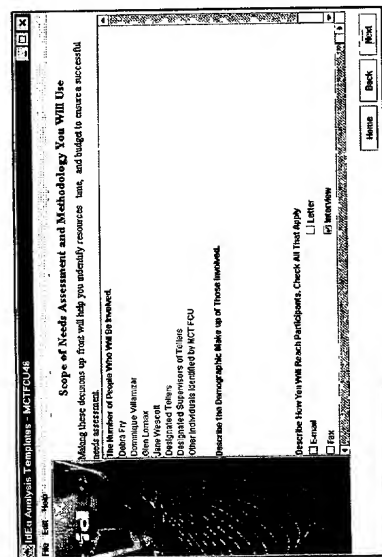 IdEa Analysis Templates - MCTFCU46
File Edit Help
id
Scope of Needs Assessment and Methodology You Will Use
Making these decisions up front will help you indentify resources time, and budget to ensure a successful
needs assessment.
The Number of People Who Will Be Involved.
Debra Fry
Dominique Villamizar
Glen Lomax
Jane Wescott
Designated Tellers
Designated Supervisors of Tellers
Other Individuals Identified by MCTFCU
Describe the Demographic Make up of Those Involved.
Describe How You Will Reach Participants. Check All That Apply
E-mail Letter
Fax Interview
Home Back Next